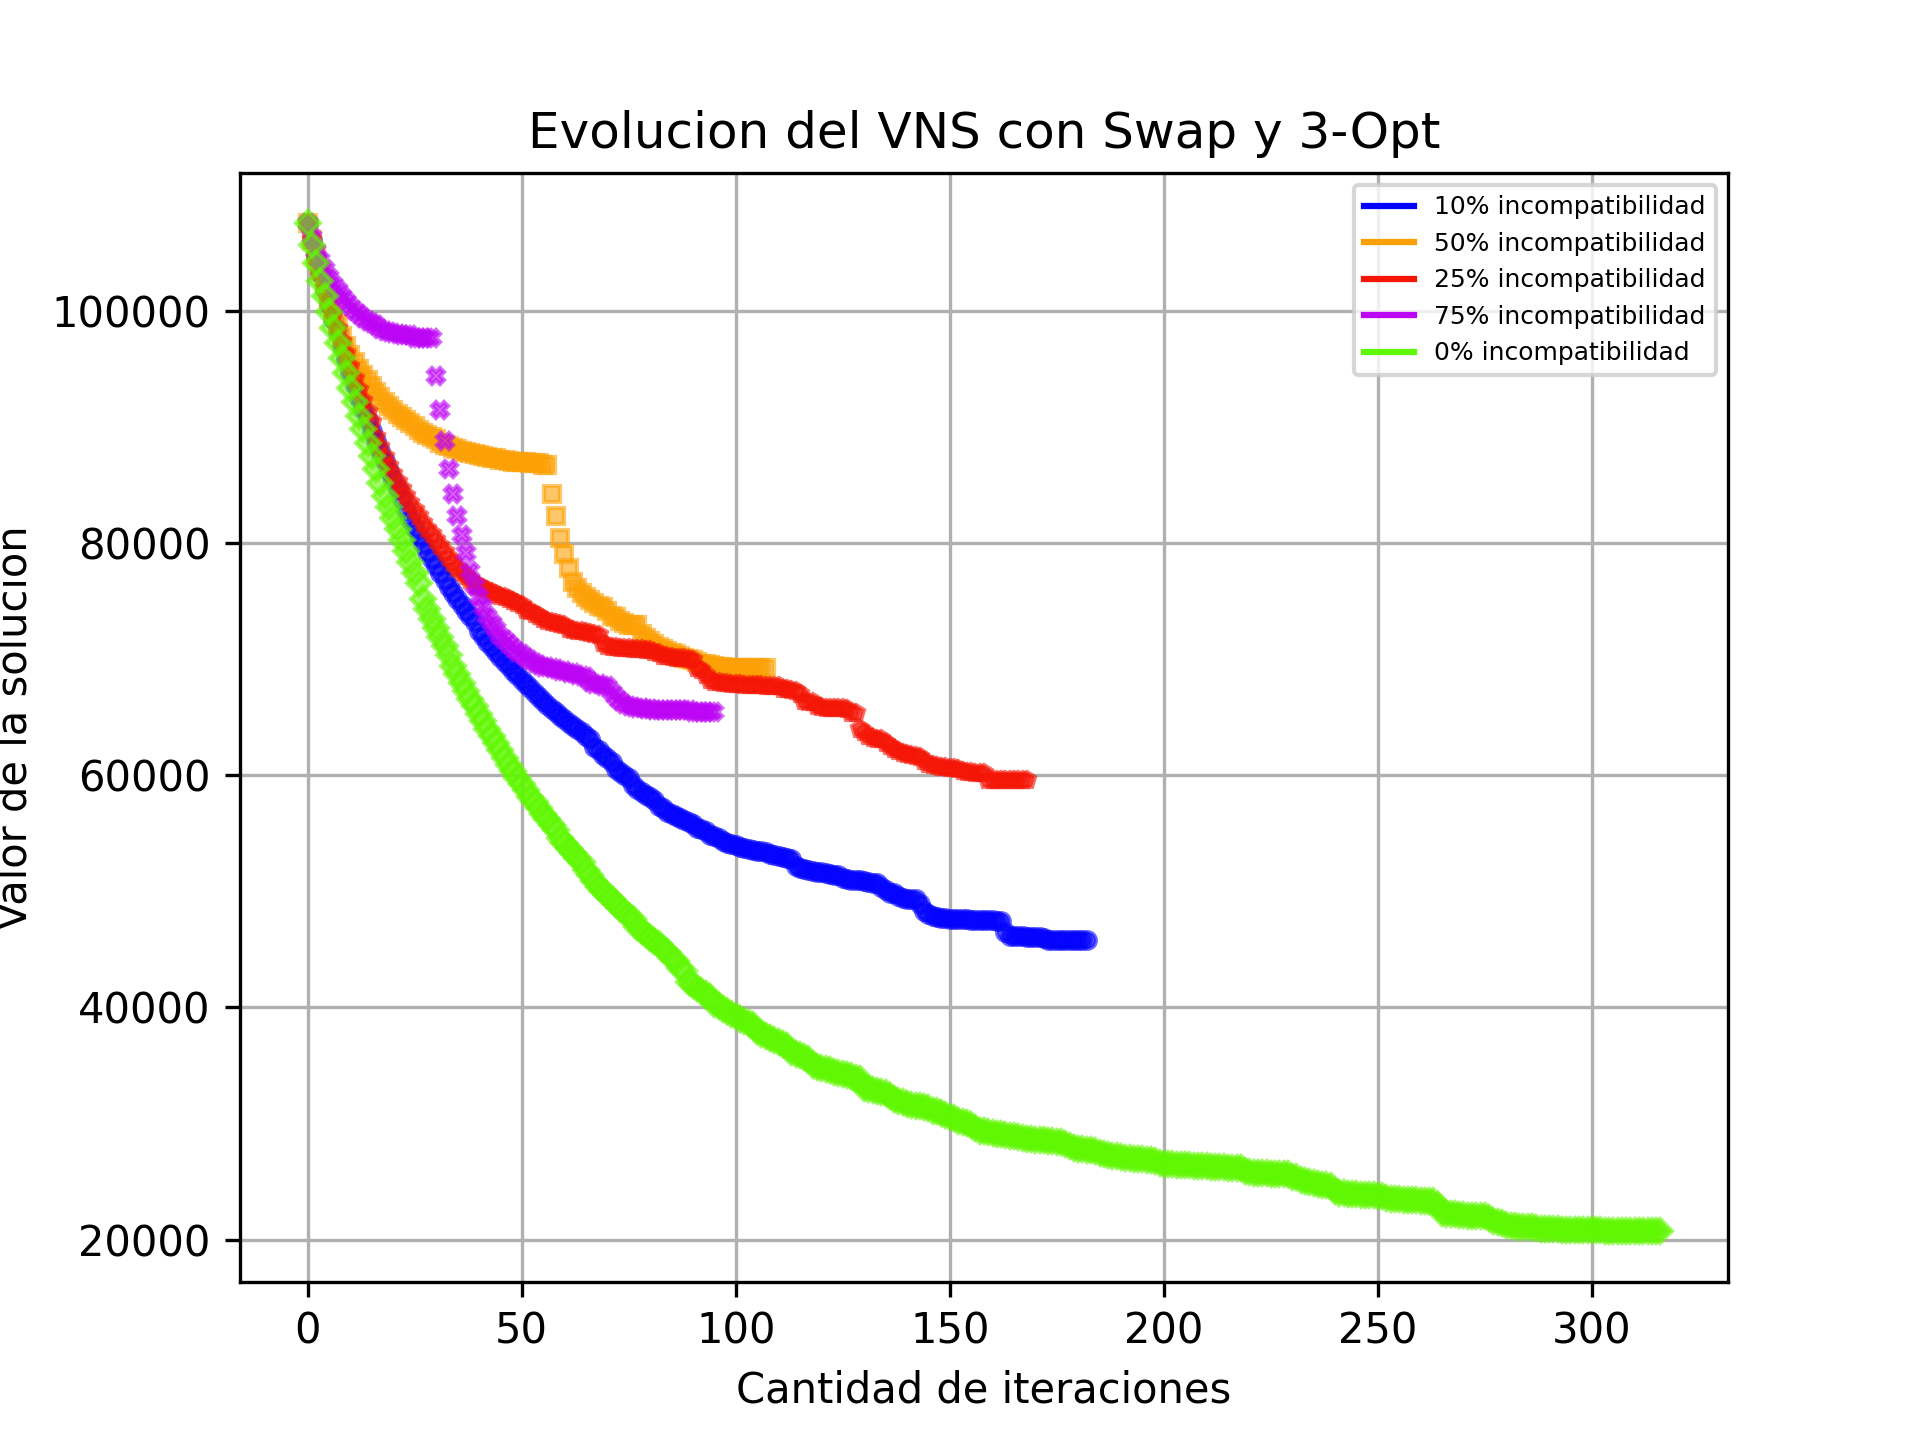 Evolucion del VNS con Swap y 3-Opt
10% incompatibilidad
50% incompatibilidad
25% incompatibilidad
75% incompatibilidad
0% incompatibilidad
Valor de la solucion
100000
80000
60000
40000
20000
0 50 100 150 200 250 300
Cantidad de iteraciones